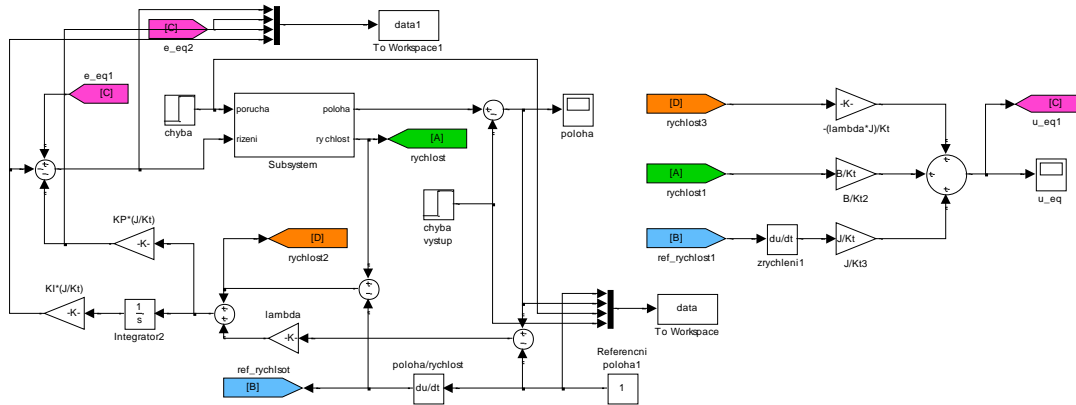 [C]
e_eq2
data1
To Workspace1
e_eq1
[C]
chyba
porucha
rizeni
poloha
rychlost
Subsystem
[A]
rychlost
poloha
[D]
rychlost3
-K-
-(lambda*J)/Kt
[C]
u_eq1
[A]
rychlost1
B/Kt
B/Kt2
u_eq
[B]
ref_rychlost1
du/dt
zrychleni1
J/Kt
J/Kt3
chyba
vystup
KP*(J/Kt)
-K-
[D]
rychlost2
KI*(J/Kt)
-K-
1
s
Integrator2
lambda
-K-
data
To Workspace
ref_rychlsot
[B]
poloha/rychlost
du/dt
Referencni
poloha1
1